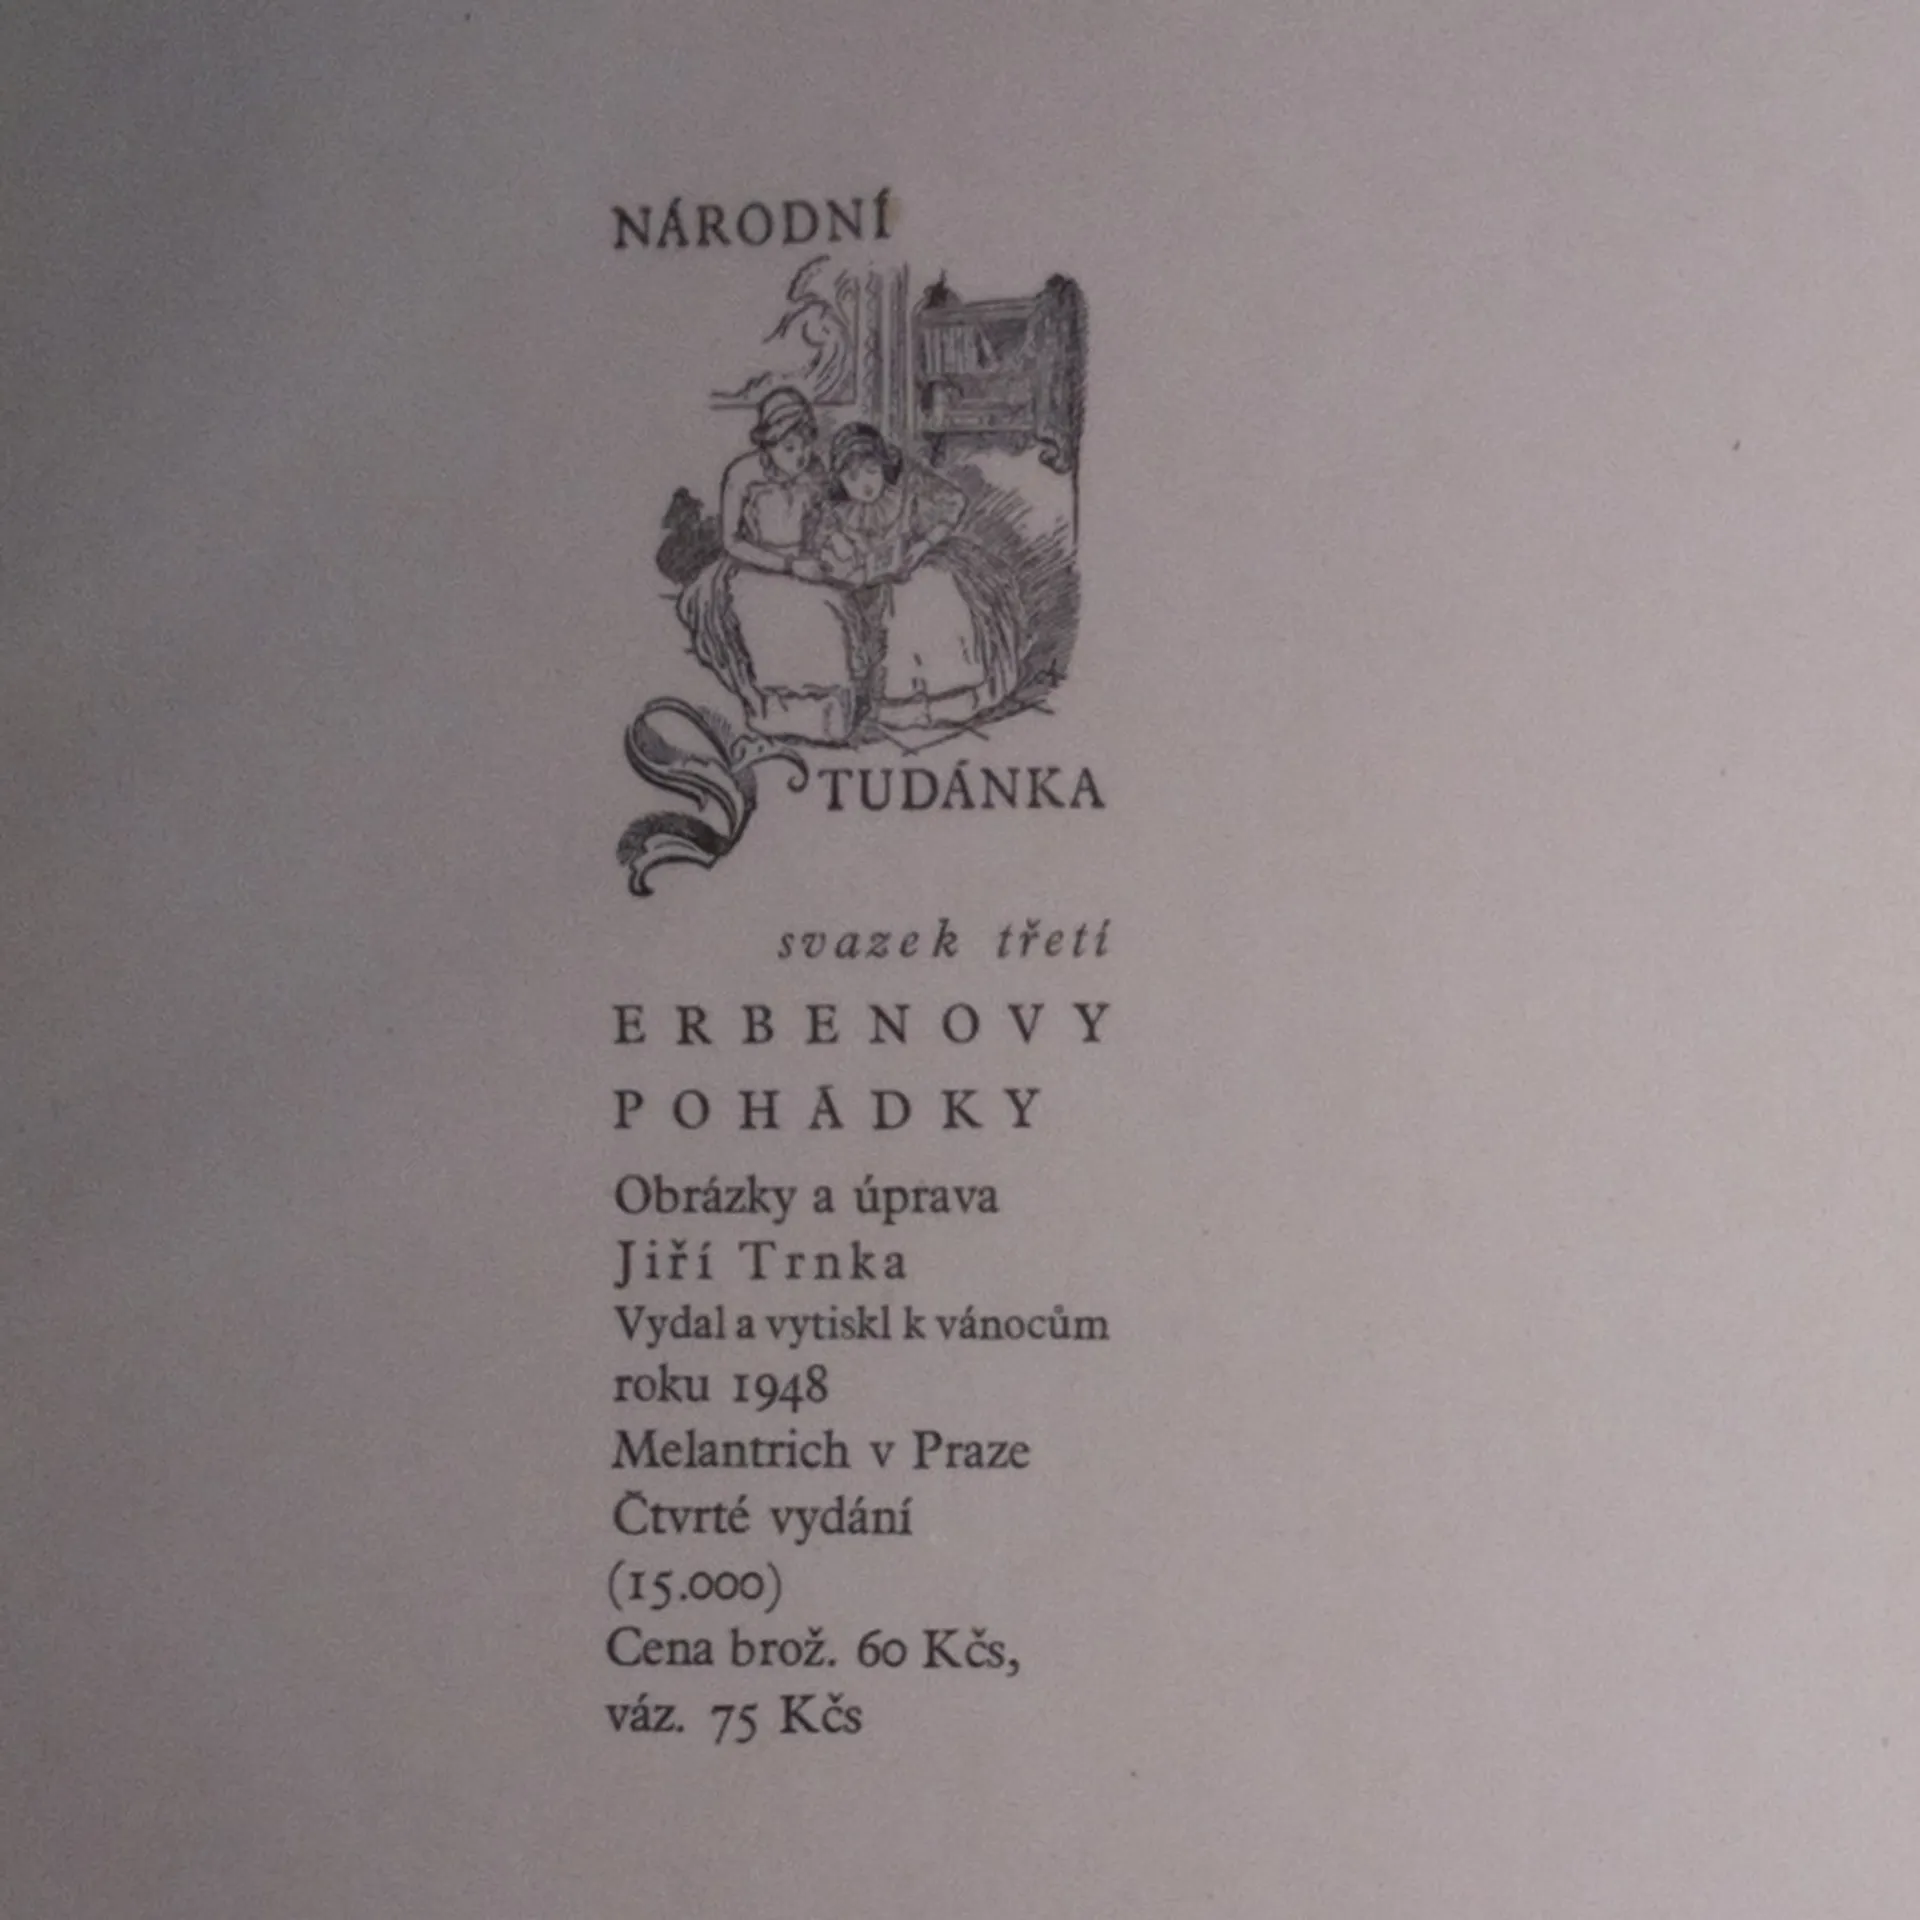 NÁRODNÍ
STUDÁNKA
svazek třetí
ERBENOVY
POHÁDKY
Obrázky a úprava
Jiří Trnka
Vydal a vytiskl k vánocům
roku 1948
Melantrich v Praze
Čtvrté vydání
(15.000)
Cena brož. 60 Kčs,
váz. 75 Kčs